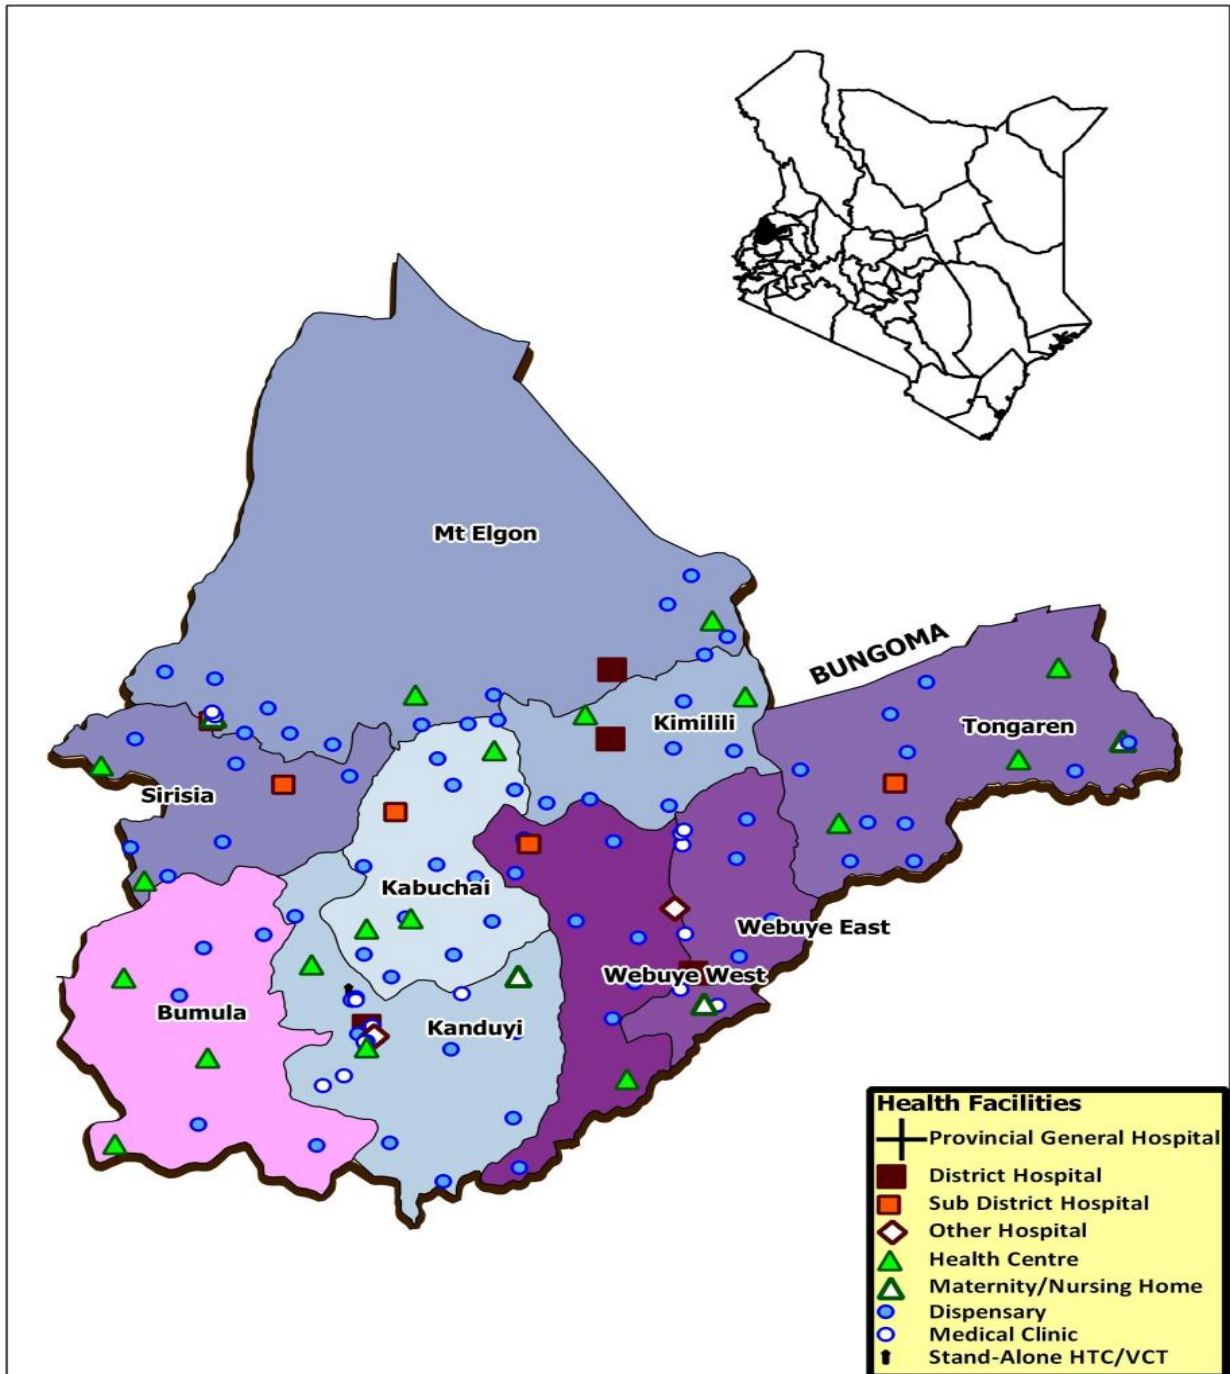 Mt Elgon
BUNGOMA
Kimilili
Tongaren
Sirisia
Kabuchai
Webuye East
Webuye West
Bumula
Kanduyi
Health Facilities
Provincial General Hospital
District Hospital
Sub District Hospital
Other Hospital
Health Centre
Maternity/Nursing Home
Dispensary
Medical Clinic
Stand-Alone HTC/VCT